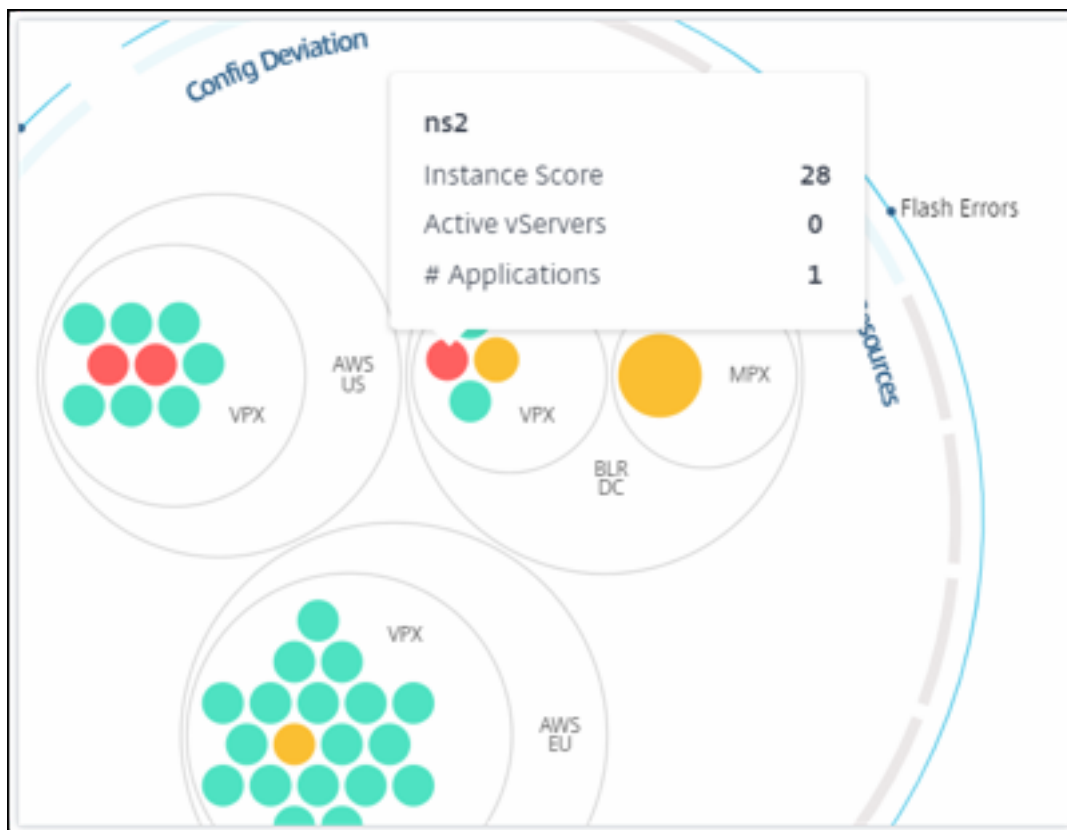 Config Deviation
ns2
Instance Score 28
Active vServers 0
# Applications 1
Flash Errors
AWS
US
VPX
VPX
MPX
BLR
DC
VPX
AWS
EU